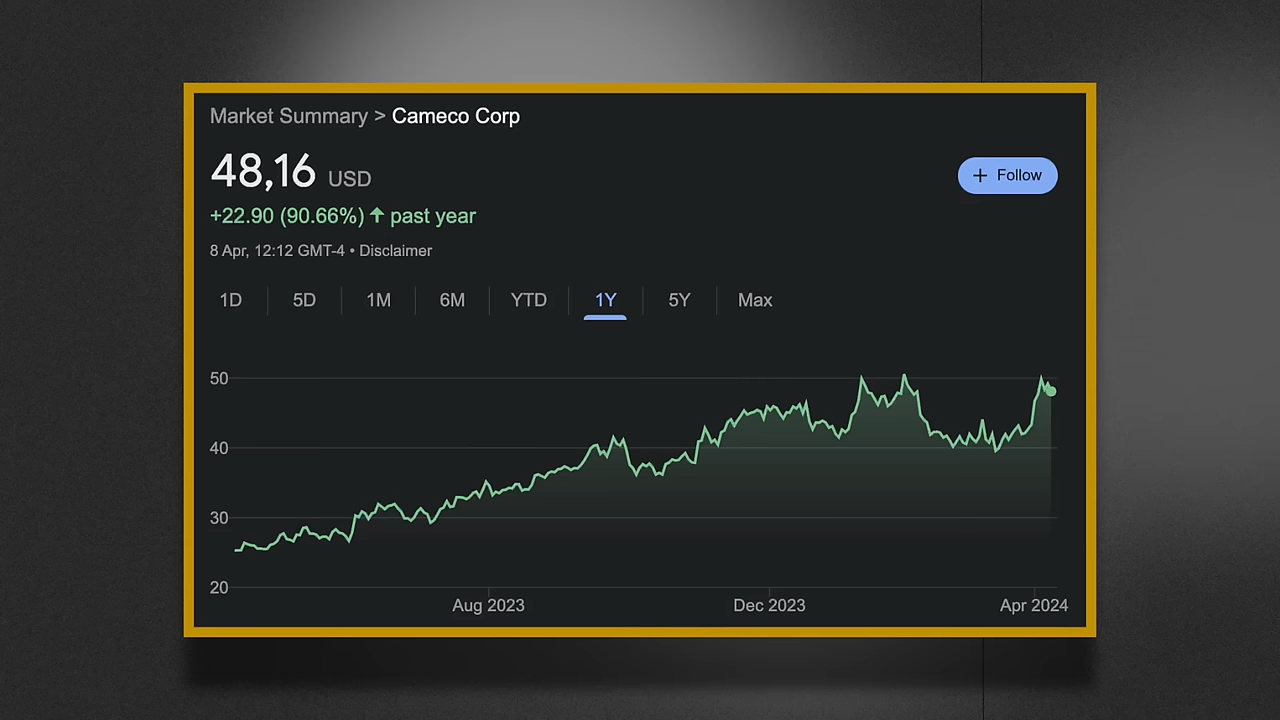 Market Summary > Cameco Corp
48,16 USD
+ Follow
+22.90 (90.66%) ↑ past year
8 Apr, 12:12 GMT-4 • Disclaimer
1D 5D 1M 6M YTD 1Y 5Y Max
50
40
30
20
Aug 2023 Dec 2023 Apr 2024